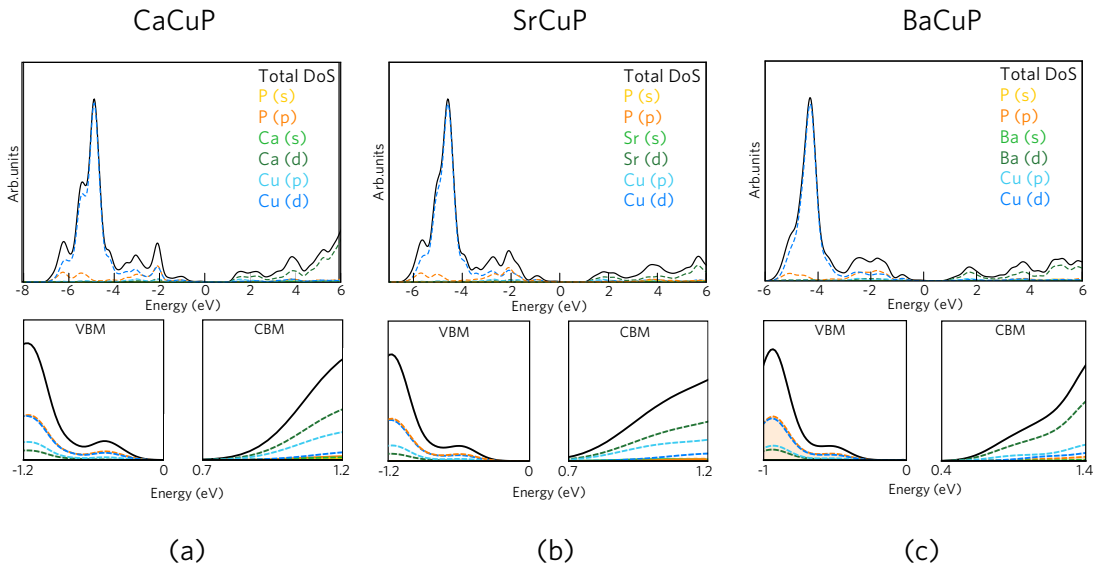 CaCuP
SrCuP
BaCuP
Arb.units
Total DoS
P (s)
P (p)
Ca (s)
Ca (d)
Cu (p)
Cu (d)
-8 -6 -4 -2 0 2 4 6
Energy (eV)
Arb.units
Total DoS
P (s)
P (p)
Sr (s)
Sr (d)
Cu (p)
Cu (d)
-6 -4 -2 0 2 4 6
Energy (eV)
Arb.units
Total DoS
P (s)
P (p)
Ba (s)
Ba (d)
Cu (p)
Cu (d)
-6 -4 -2 0 2 4 6
Energy (eV)
VBM
-1.2 0
CBM
0.7 1.2
Energy (eV)
VBM
-1.2 0
CBM
0.7 1.2
Energy (eV)
VBM
-1 0
CBM
0.4 1.4
Energy (eV)
(a)
(b)
(c)